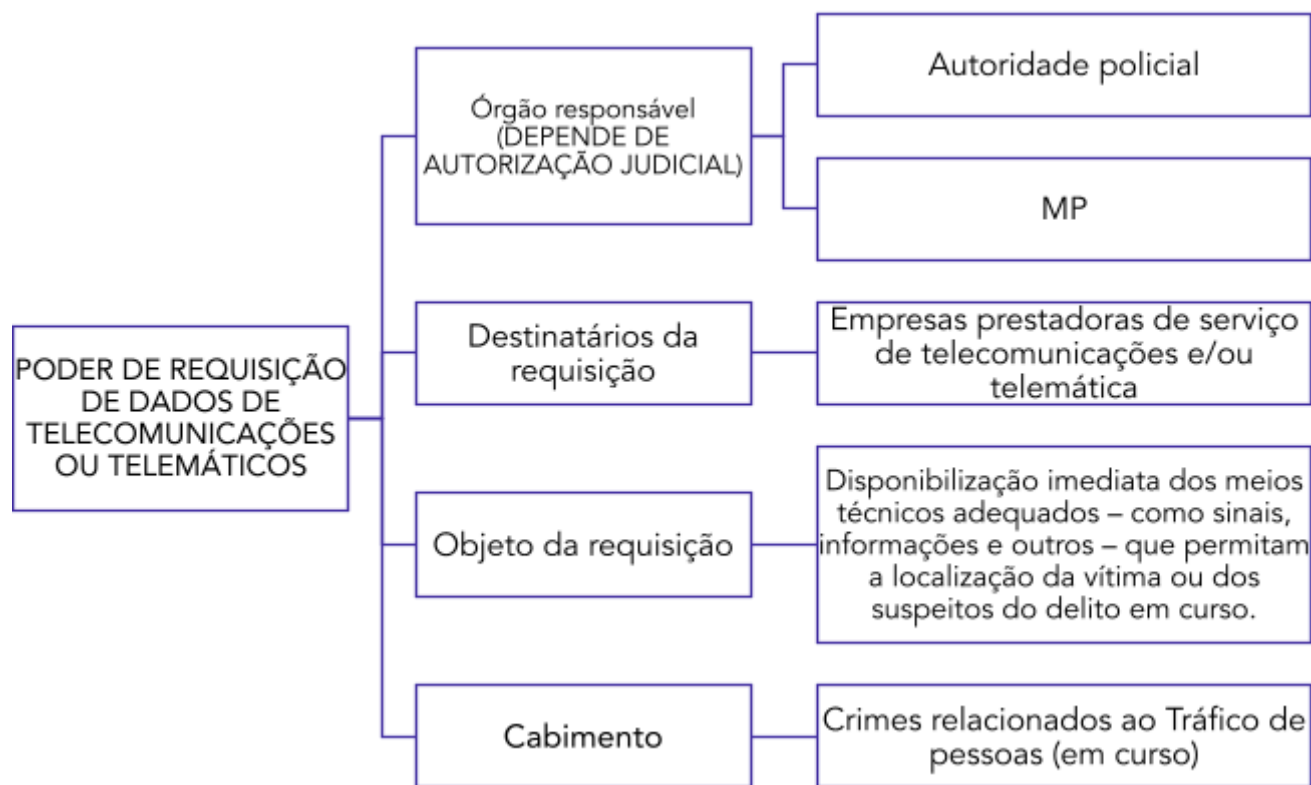 PODER DE REQUISIÇÃO
DE DADOS DE
TELECOMUNICAÇÕES
OU TELEMÁTICOS
Órgão responsável
(DEPENDE DE
AUTORIZAÇÃO JUDICIAL)
Autoridade policial
MP
Destinatários da
requisição
Empresas prestadoras de serviço
de telecomunicações e/ou
telemática
Objeto da requisição
Disponibilização imediata dos meios
técnicos adequados – como sinais,
informações e outros – que permitam
a localização da vítima ou dos
suspeitos do delito em curso.
Cabimento
Crimes relacionados ao Tráfico de
pessoas (em curso)